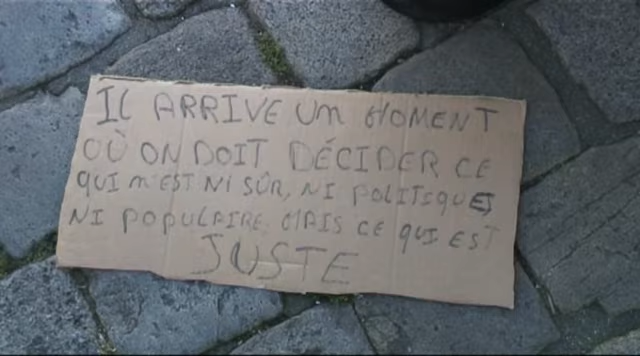 IL ARRIVE UN MOMENT
OÙ ON DOIT DÉCIDER CE
QUI N'EST NI SÛR, NI POLITIQUE,
NI POPULAIRE MAIS CE QUI EST
JUSTE